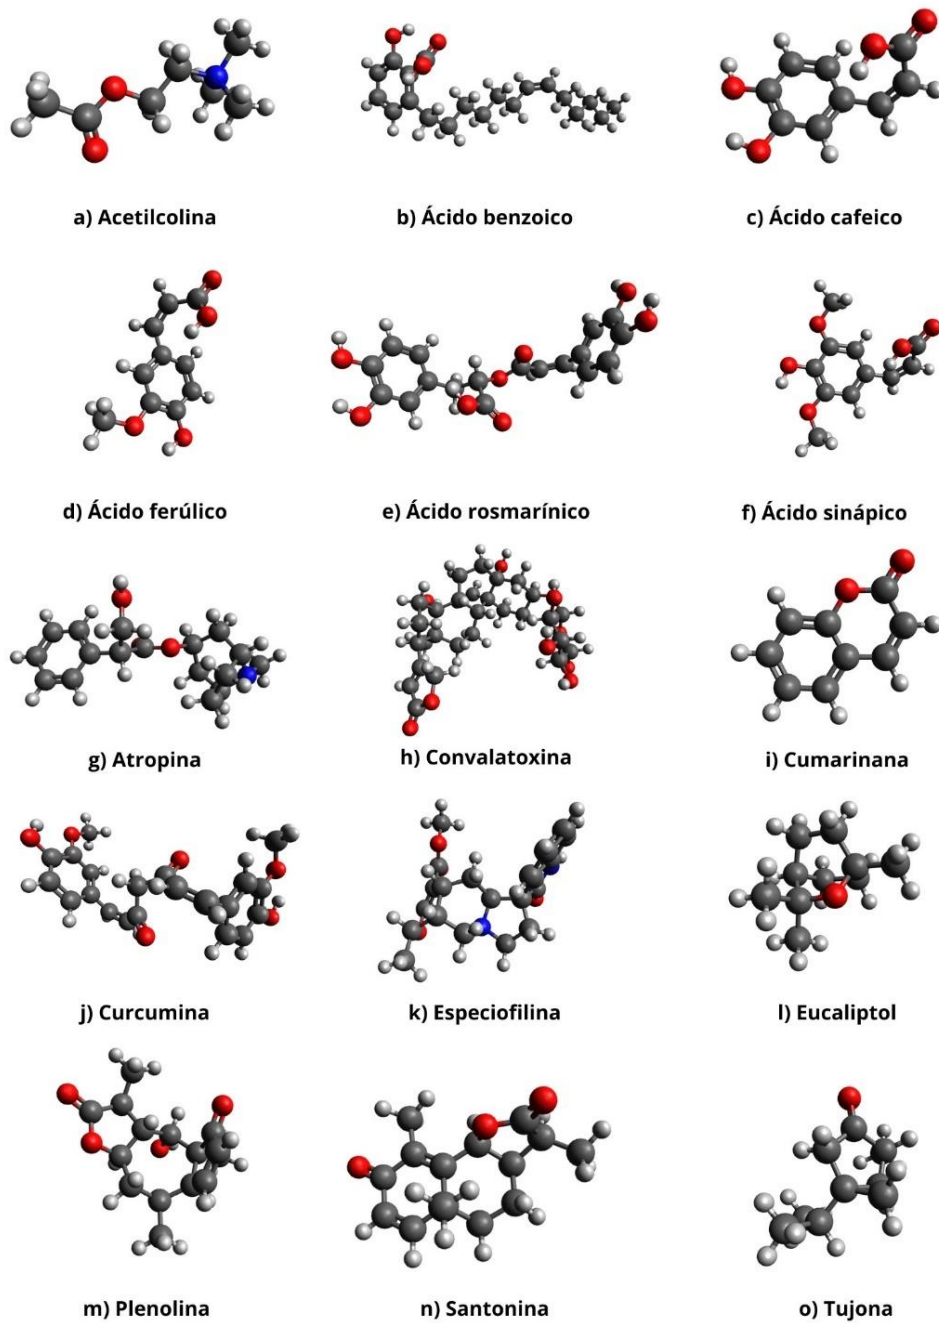 a) Acetilcolina
b) Ácido benzoico
c) Ácido cafeico
d) Ácido ferúlico
e) Ácido rosmarínico
f) Ácido sinápico
g) Atropina
h) Convalatoxina
i) Cumarinana
j) Curcumina
k) Especiofilina
l) Eucaliptol
m) Plenolina
n) Santonina
o) Tujona